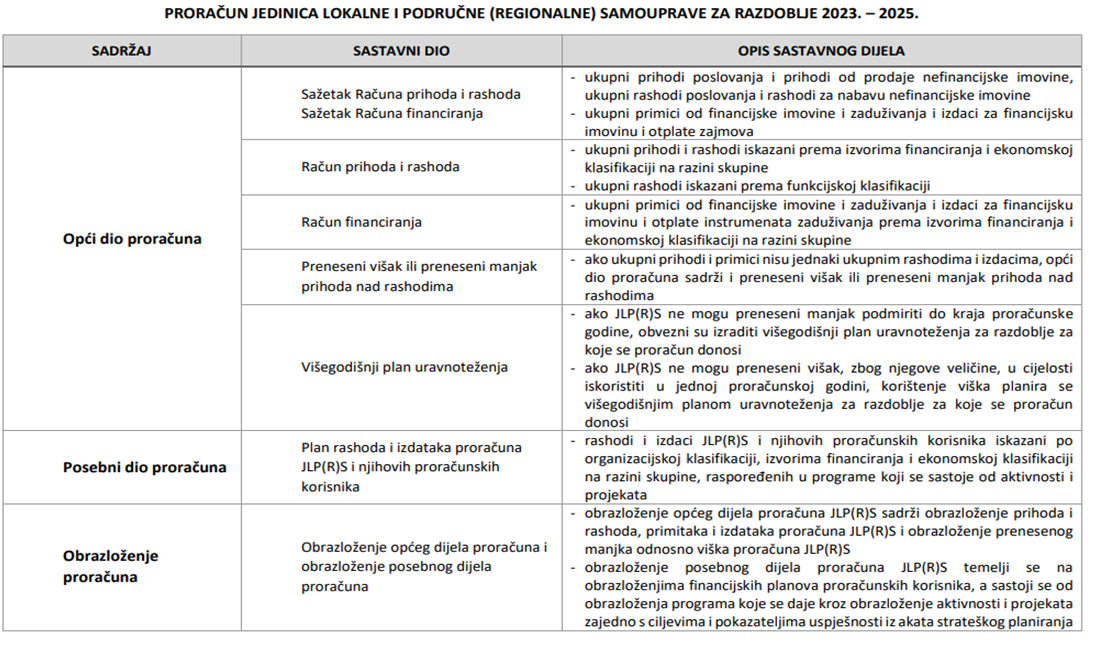 PRORAČUN JEDINICA LOKALNE I PODRUČNE (REGIONALNE) SAMOUPRAVE ZA RAZDOBLJE 2023. – 2025.
SADRŽAJ
SASTAVNI DIO
OPIS SASTAVNOG DIJELA
Opći dio proračuna
Sažetak Računa prihoda i rashoda
Sažetak Računa financiranja
- ukupni prihodi poslovanja i prihodi od prodaje nefinancijske imovine,
ukupni rashodi poslovanja i rashodi za nabavu nefinancijske imovine
- ukupni primici od financijske imovine i zaduživanja i izdaci za financijsku
imovinu i otplate zajmova
Račun prihoda i rashoda
- ukupni prihodi i rashodi iskazani prema izvorima financiranja i ekonomskoj
klasifikaciji na razini skupine
- ukupni rashodi iskazani prema funkcijskoj klasifikaciji
Račun financiranja
- ukupni primici od financijske imovine i zaduživanja i izdaci za financijsku
imovinu i otplate instrumenata zaduživanja prema izvorima financiranja i
ekonomskoj klasifikaciji na razini skupine
Preneseni višak ili preneseni manjak
prihoda nad rashodima
- ako ukupni prihodi i primici nisu jednaki ukupnim rashodima i izdacima, opći
dio proračuna sadrži i preneseni višak ili preneseni manjak prihoda nad
rashodima
Višegodišnji plan uravnoteženja
- ako JLP(R)S ne mogu preneseni manjak podmiriti do kraja proračunske
godine, obvezni su izraditi višegodišnji plan uravnoteženja za razdoblje za
koje se proračun donosi
- ako JLP(R)S ne mogu preneseni višak, zbog njegove veličine, u cijelosti
iskoristiti u jednoj proračunskoj godini, korištenje viška planira se
višegodišnjim planom uravnoteženja za razdoblje za koje se proračun
donosi
Posebni dio proračuna
Plan rashoda i izdataka proračuna
JLP(R)S i njihovih proračunskih
korisnika
- rashodi i izdaci JLP(R)S i njihovih proračunskih korisnika iskazani po
organizacijskoj klasifikaciji, izvorima financiranja i ekonomskoj klasifikaciji
na razini skupine, raspoređenih u programe koji se sastoje od aktivnosti i
projekata
Obrazloženje
proračuna
Obrazloženje općeg dijela proračuna i
obrazloženje posebnog dijela
proračuna
- obrazloženje općeg dijela proračuna JLP(R)S sadrži obrazloženje prihoda i
rashoda, primitaka i izdataka proračuna JLP(R)S i obrazloženje prenesenog
manjka odnosno viška proračuna JLP(R)S
- obrazloženje posebnog dijela proračuna JLP(R)S temelji se na
obrazloženjima financijskih planova proračunskih korisnika, a sastoji se od
obrazloženja programa koje se daje kroz obrazloženje aktivnosti i projekata
zajedno s ciljevima i pokazateljima uspješnosti iz akata strateškog planiranja